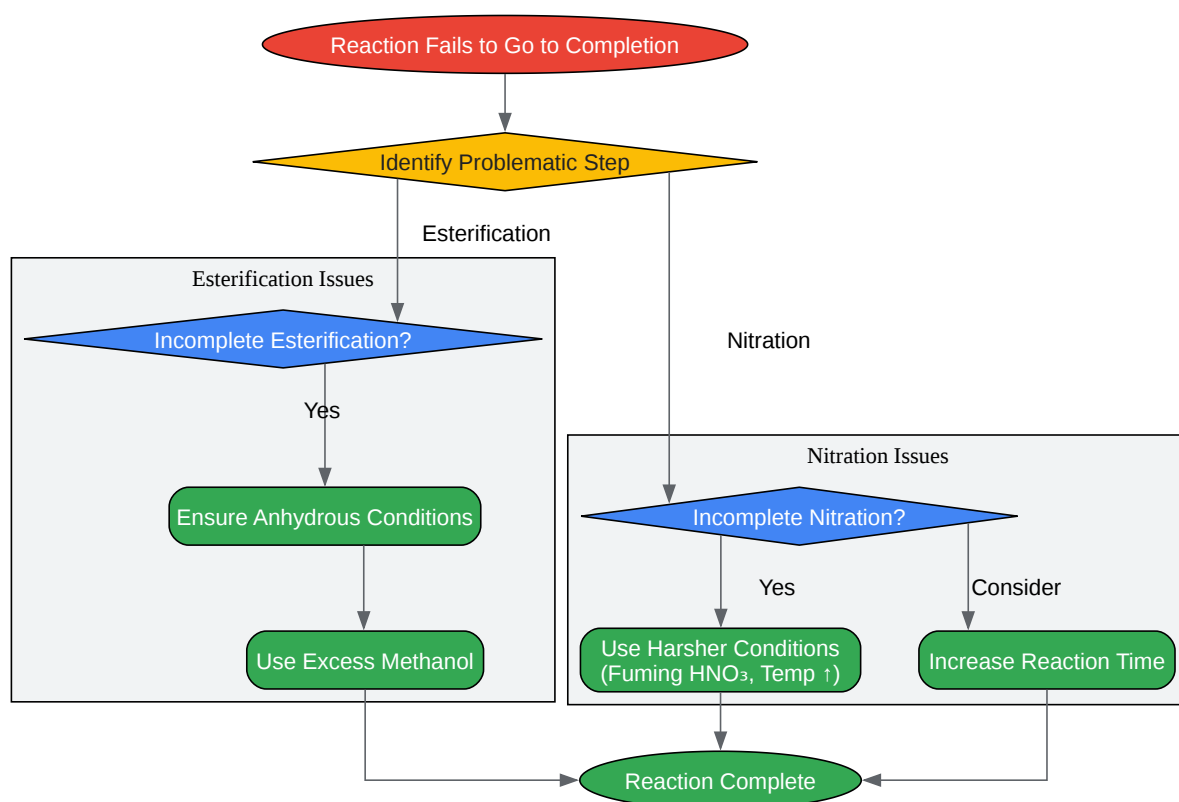 Reaction Fails to Go to Completion
Identify Problematic Step
Esterification
Esterification Issues
Incomplete Esterification?
Yes
Ensure Anhydrous Conditions
Use Excess Methanol
Nitration
Nitration Issues
Incomplete Nitration?
Yes
Consider
Use Harsher Conditions
(Fuming HNO₃, Temp ↑)
Increase Reaction Time
Reaction Complete